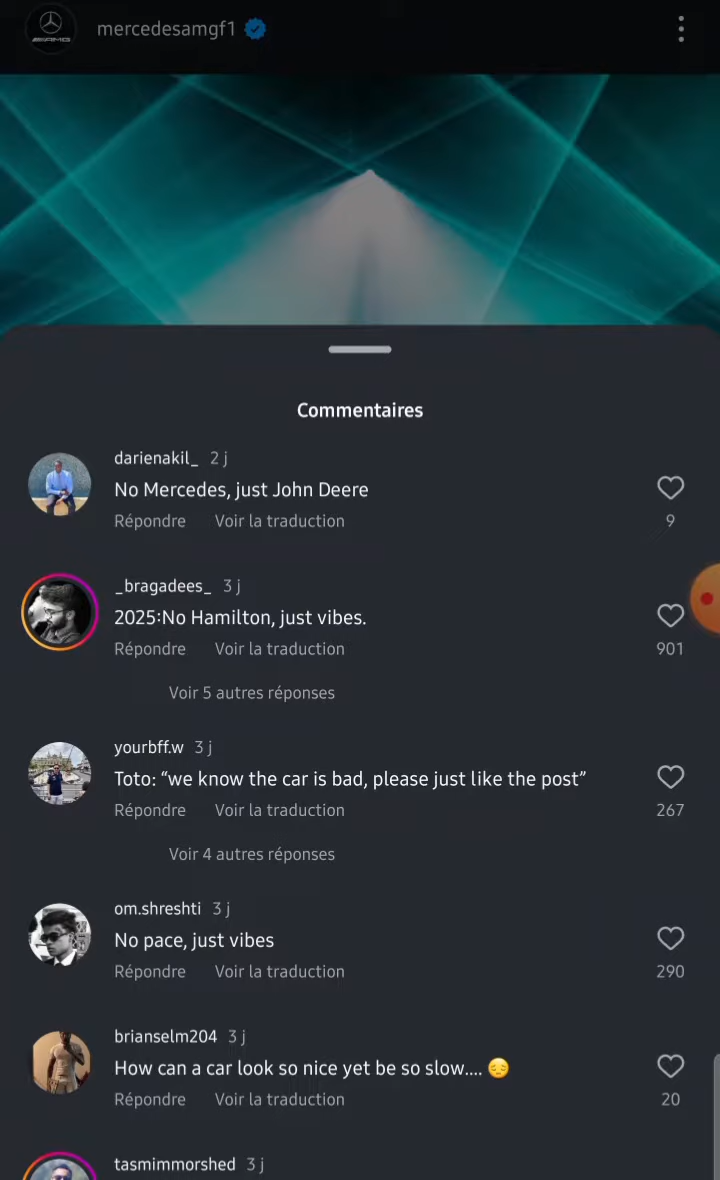 mercedesamgf1
Commentaires
darienakil_ 2 j
No Mercedes, just John Deere
Répondre Voir la traduction
9
_bragadees_ 3 j
2025:No Hamilton, just vibes.
Répondre Voir la traduction
901
Voir 5 autres réponses
yourbff.w 3 j
Toto: “we know the car is bad, please just like the post”
Répondre Voir la traduction
267
Voir 4 autres réponses
om.shreshti 3 j
No pace, just vibes
Répondre Voir la traduction
290
brianselm204 3 j
How can a car look so nice yet be so slow.... 😔
Répondre Voir la traduction
20
tasmimmorshed 3 j